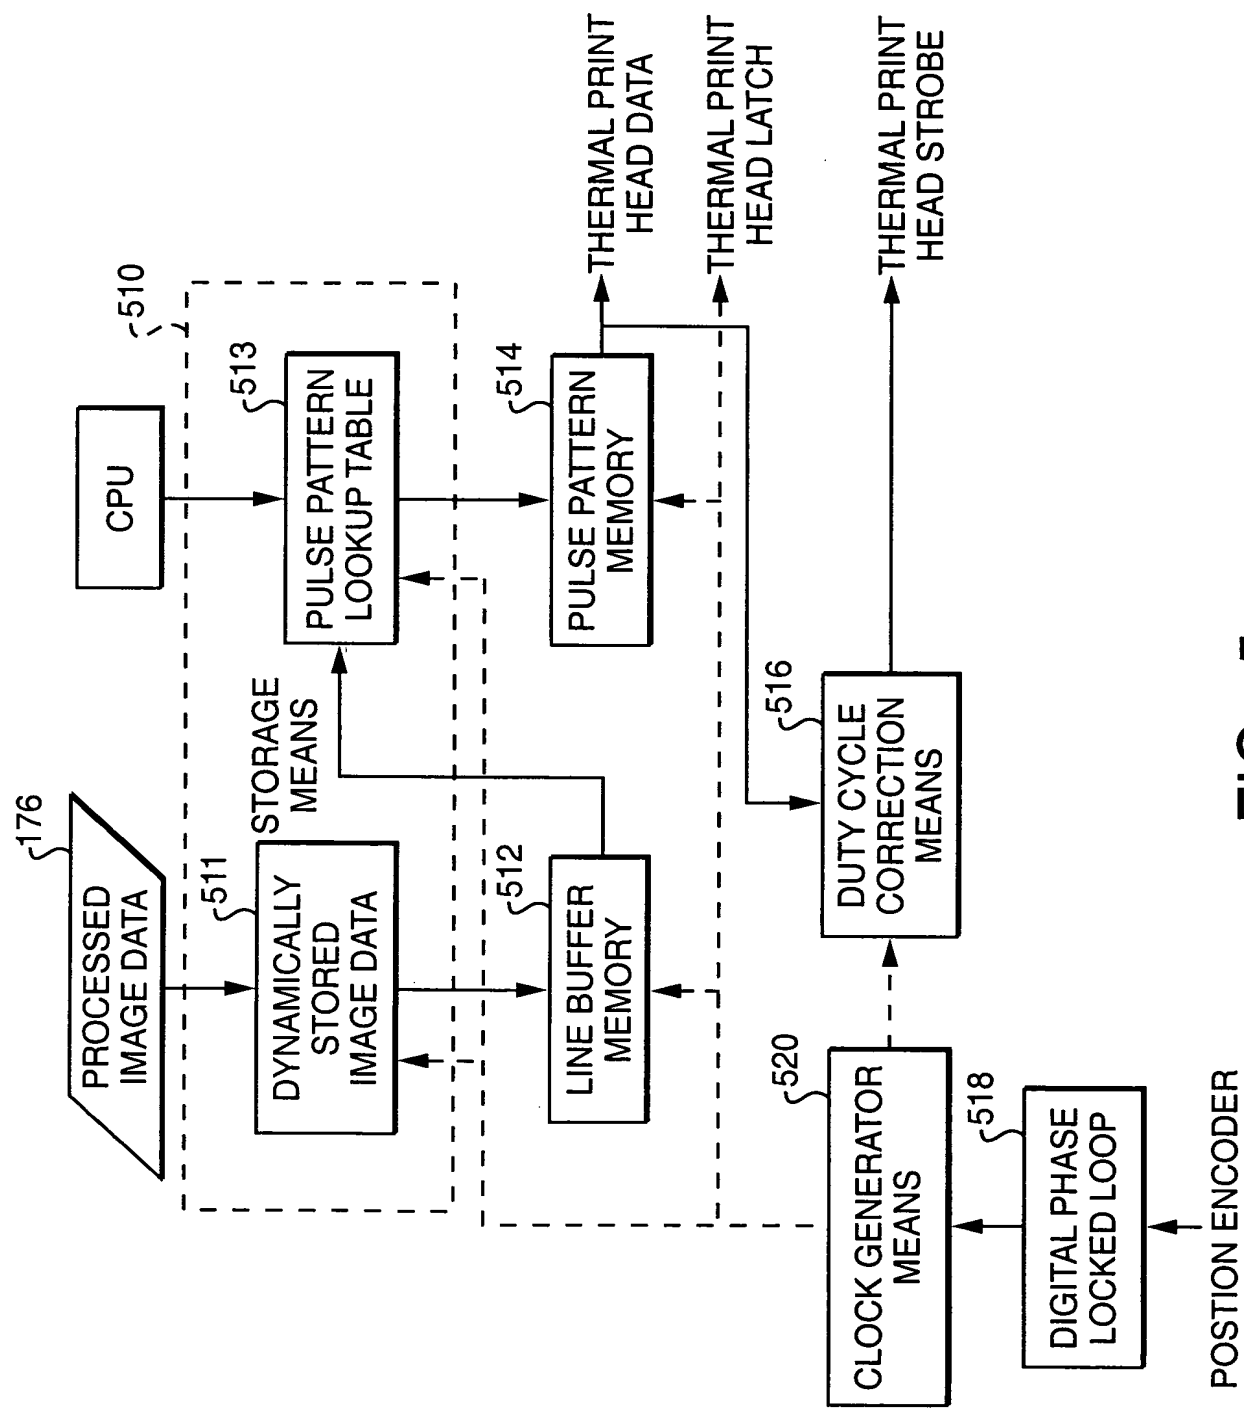 176
PROCESSED
IMAGE DATA
CPU
510
511
DYNAMICALLY
STORED
IMAGE DATA
STORAGE
MEANS
513
PULSE PATTERN
LOOKUP TABLE
512
LINE BUFFER
MEMORY
514
PULSE PATTERN
MEMORY
THERMAL PRINT
HEAD DATA
THERMAL PRINT
HEAD LATCH
520
CLOCK GENERATOR
MEANS
516
DUTY CYCLE
CORRECTION
MEANS
THERMAL PRINT
HEAD STROBE
518
DIGITAL PHASE
LOCKED LOOP
POSTION ENCODER